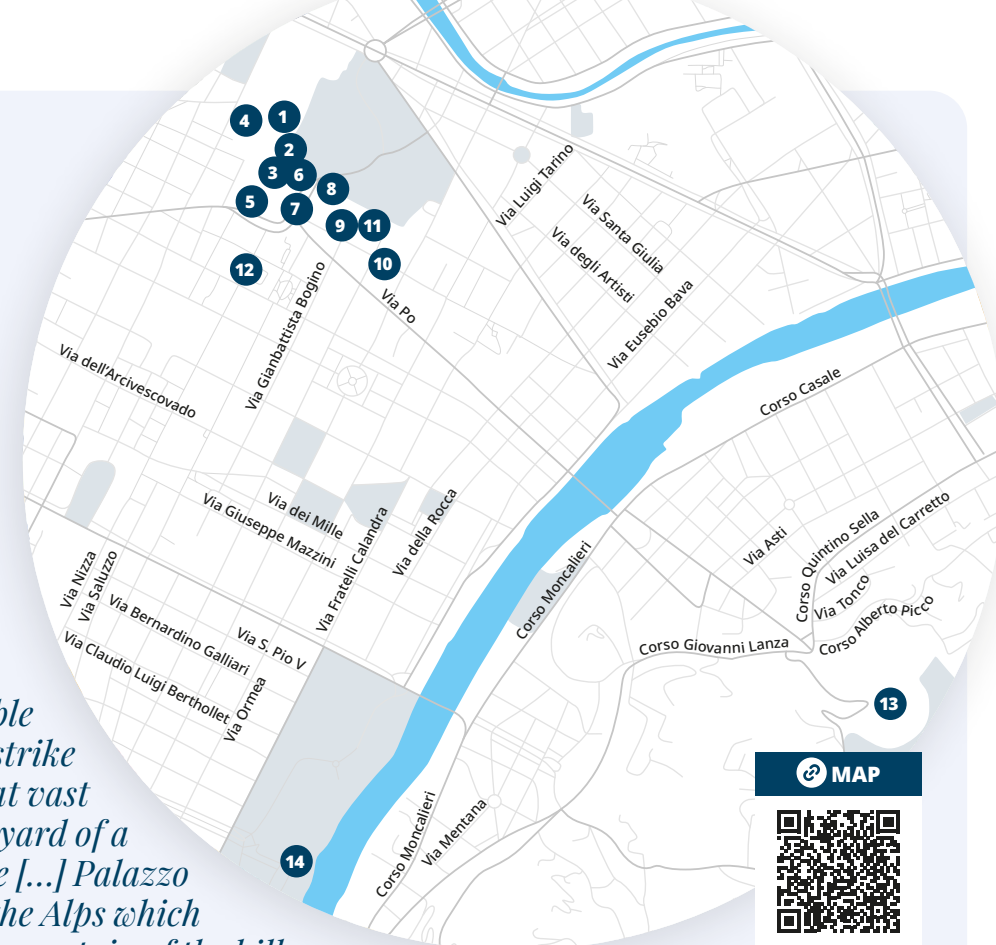 4
1
2
3
6
8
5
7
9
11
10
12
Via Luigi Tarino
Via Santa Giulia
Via degli Artisti
Via Eusebio Bava
Via Po
Via Gianbattista Bogino
Via dell'Arcivescovado
Corso Casale
Via dei Mille
Via Giuseppe Mazzini
Via Fratelli Calandra
Via della Rocca
Via Nizza
Via Saluzzo
Via Bernardino Galliari
Via S. Pio V
Via Claudio Luigi Berthollet
Via Ormea
Corso Moncalieri
Via Asti
Corso Quintino Sella
Via Luisa del Carretto
Via Tonco
Corso Alberto Picco
Corso Giovanni Lanza
13
14
Corso Moncalieri
Via Mentana
MAP
strike
at vast
yard of a
[...] Palazzo
the Alps which